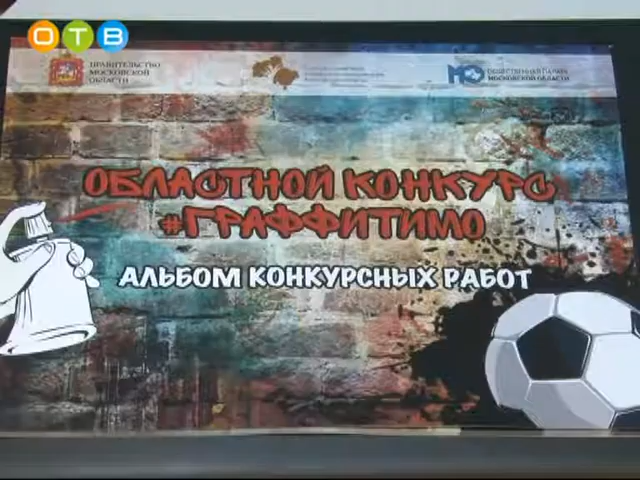 ОТВ
ПРАВИТЕЛЬСТВО
МОСКОВСКОЙ
ОБЛАСТИ
ОБЩЕСТВЕННАЯ ПАЛАТА
МОСКОВСКОЙ ОБЛАСТИ
ОБЛАСТНОЙ КОНКУРС
#ГРАФФИТИМО
АЛЬБОМ КОНКУРСНЫХ РАБОТ